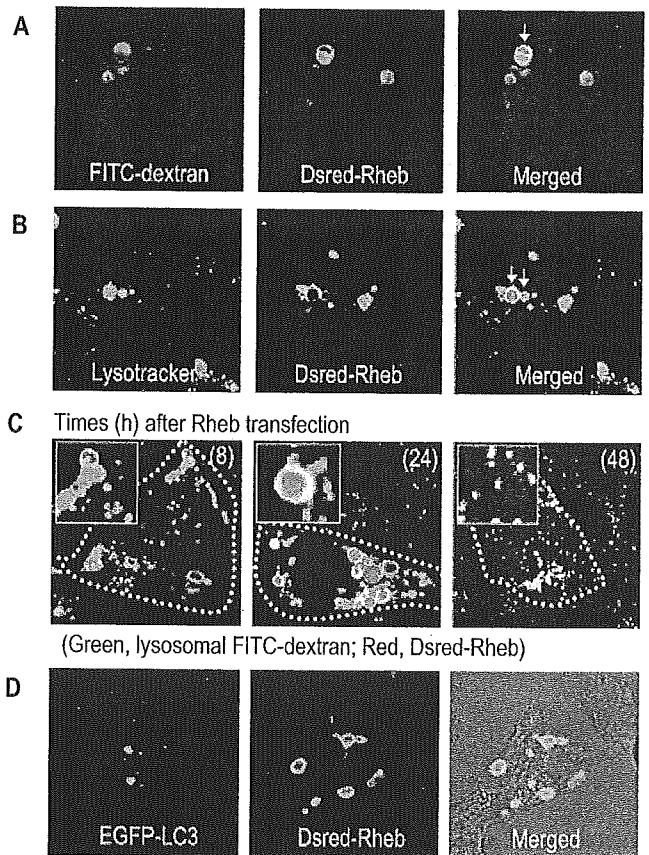 A
FITC-dextran Dsred-Rheb Merged
B
Lysotracker Dsred-Rheb Merged
C Times (h) after Rheb transfection
(8) (24) (48)
(Green, lysosomal FITC-dextran; Red, Dsred-Rheb)
D
EGFP-LC3 Dsred-Rheb Merged